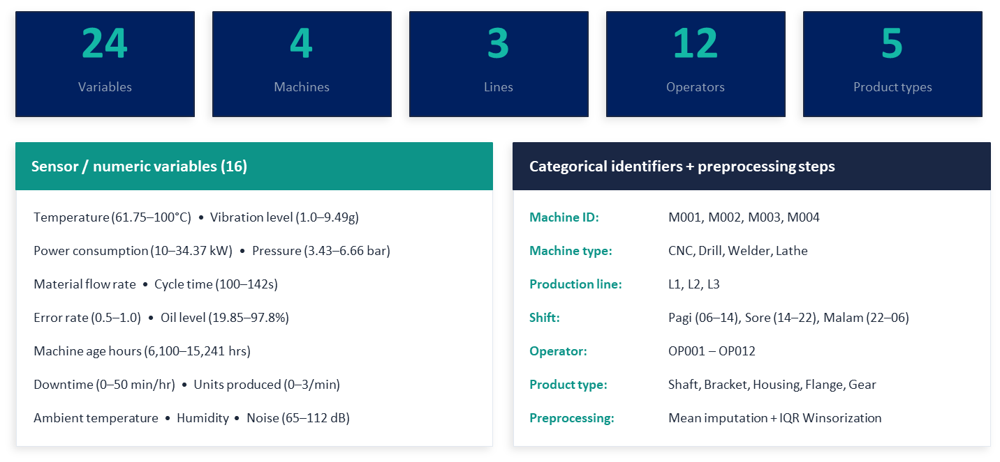 24
Variables
4
Machines
3
Lines
12
Operators
5
Product types
Sensor / numeric variables (16)
Temperature (61.75–100°C) • Vibration level (1.0–9.49g)
Power consumption (10–34.37 kW) • Pressure (3.43–6.66 bar)
Material flow rate • Cycle time (100–142s)
Error rate (0.5–1.0) • Oil level (19.85–97.8%)
Machine age hours (6,100–15,241 hrs)
Downtime (0–50 min/hr) • Units produced (0–3/min)
Ambient temperature • Humidity • Noise (65–112 dB)
Categorical identifiers + preprocessing steps
Machine ID: M001, M002, M003, M004
Machine type: CNC, Drill, Welder, Lathe
Production line: L1, L2, L3
Shift: Pagi (06–14), Sore (14–22), Malam (22–06)
Operator: OP001 – OP012
Product type: Shaft, Bracket, Housing, Flange, Gear
Preprocessing: Mean imputation + IQR Winsorization